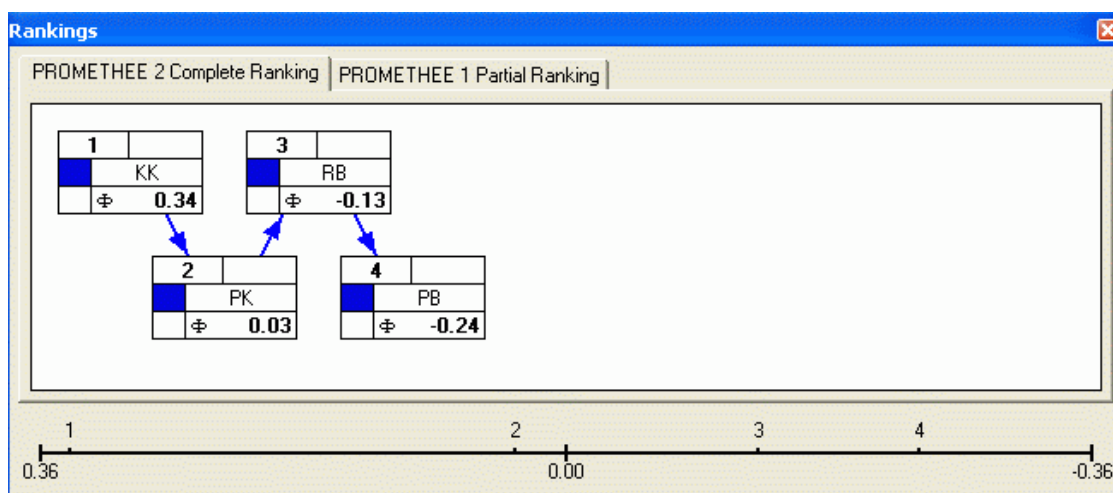 Rankings
PROMETHEE 2 Complete Ranking
PROMETHEE 1 Partial Ranking
1
KK
Φ 0.34
3
RB
Φ -0.13
2
PK
Φ 0.03
4
PB
Φ -0.24
1 2 3 4
0.36 0.00 -0.36